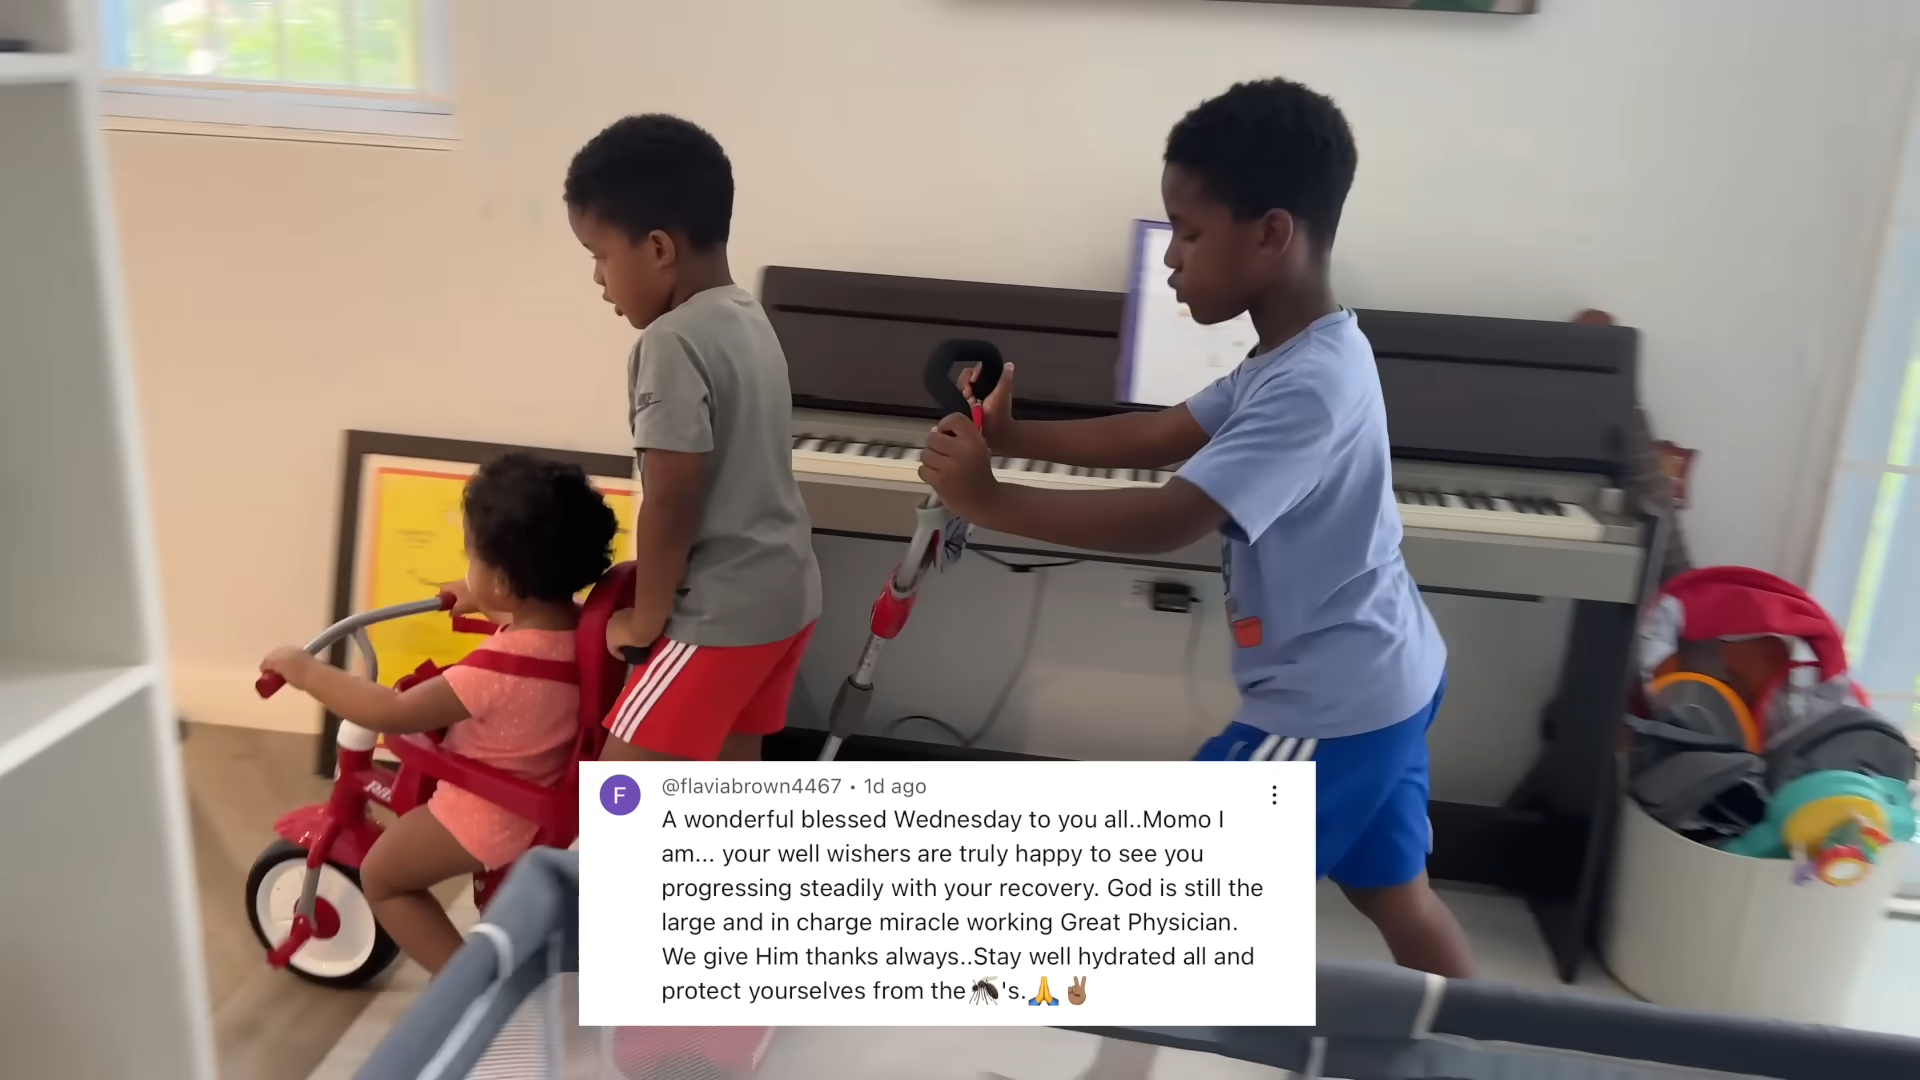 @flaviabrown4467 • 1d ago
F
A wonderful blessed Wednesday to you all..Momo I
am... your well wishers are truly happy to see you
progressing steadily with your recovery. God is still the
large and in charge miracle working Great Physician.
We give Him thanks always..Stay well hydrated all and
protect yourselves from the🦟's.🙏✌🏾